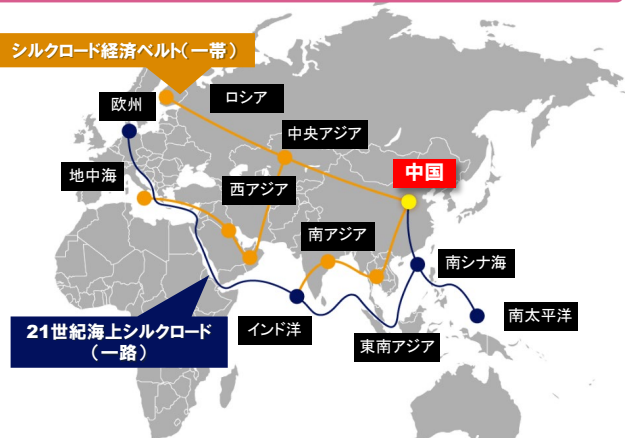 シルクロード経済ベルト(一帯)
ロシア
欧州
中央アジア
地中海
中国
西アジア
南アジア
南シナ海
21世紀海上シルクロード
(一路)
インド洋
南太平洋
東南アジア